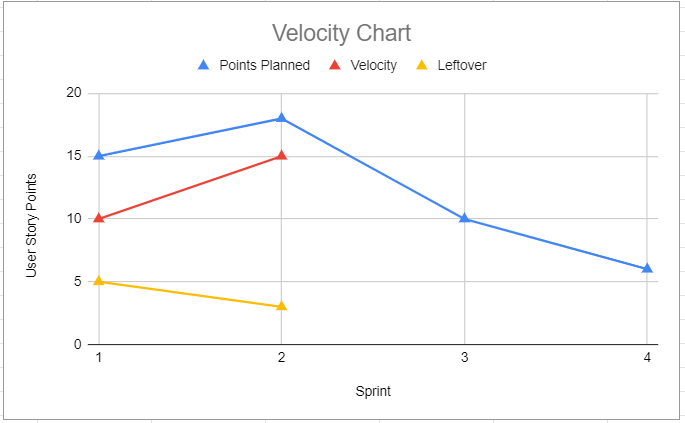 Velocity Chart
Points Planned Velocity Leftover
20
15
10
5
0
User Story Points
1 2 3 4
Sprint